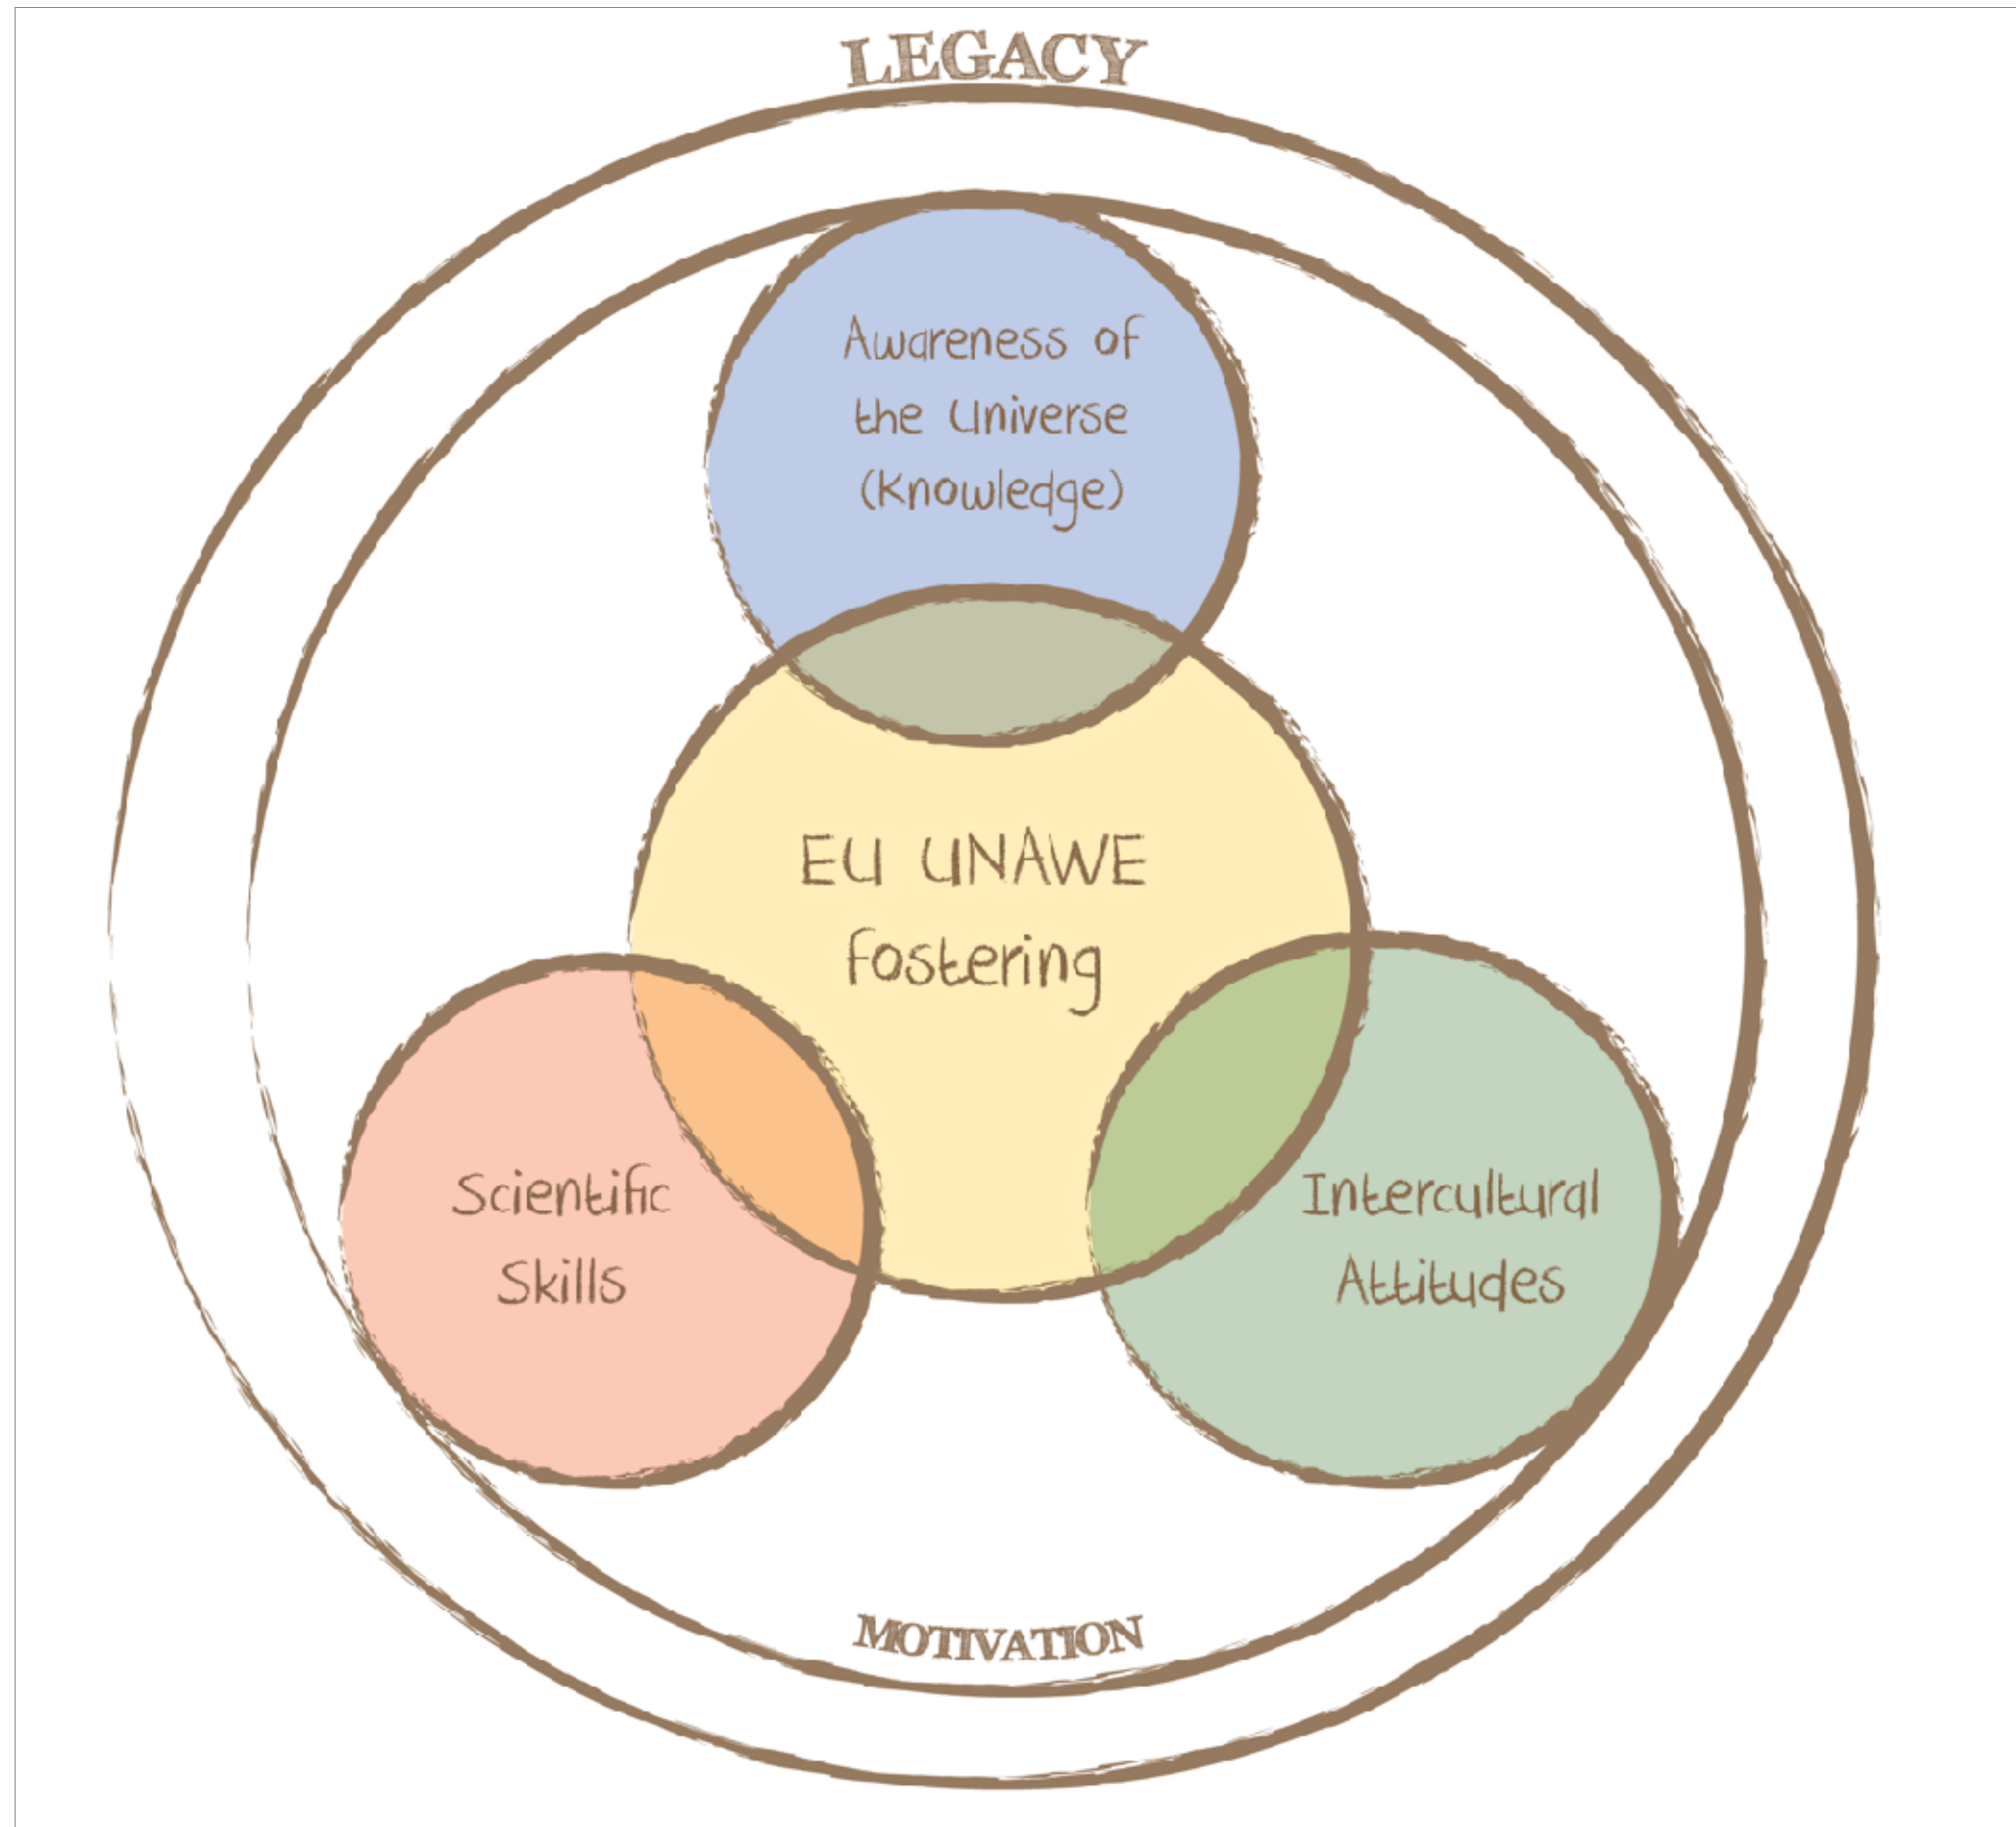 LEGACY
Awareness of
the Universe
(Knowledge)
EU UNAWE
fostering
Scientific
Skills
Intercultural
Attitudes
MOTIVATION